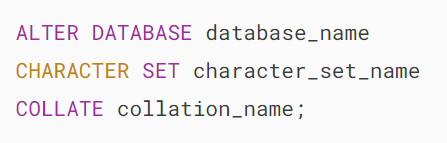 ALTER DATABASE database_name
CHARACTER SET character_set_name
COLLATE collation_name;